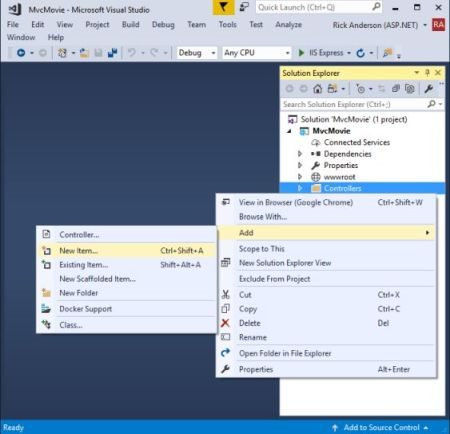 MvcMovie - Microsoft Visual Studio
Quick Launch (Ctrl+Q)
File Edit View Project Build Debug Team Tools Test Analyze
Rick Anderson (ASP.NET) RA
Window Help
Debug Any CPU IIS Express
Solution Explorer
Search Solution Explorer (Ctrl+;)
Solution 'MvcMovie' (1 project)
MvcMovie
Connected Services
Dependencies
Properties
wwwroot
Controllers
View in Browser (Google Chrome) Ctrl+Shift+W
Browse With...
Add
Scope to This
New Solution Explorer View
Exclude From Project
Cut Ctrl+X
Copy Ctrl+C
Delete Del
Rename
Open Folder in File Explorer
Properties Alt+Enter
Controller...
New Item... Ctrl+Shift+A
Existing Item... Shift+Alt+A
New Scaffolded Item...
New Folder
Docker Support
Class...
Ready
Add to Source Control